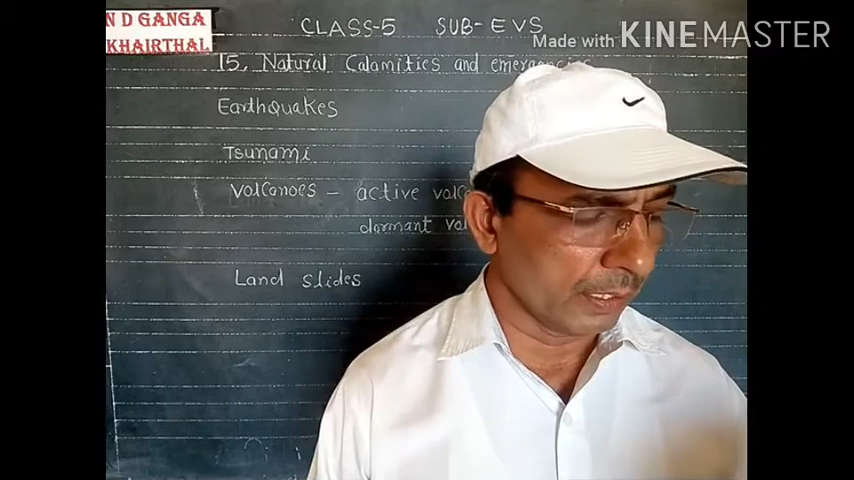 N D GANGA
KHAIRTHAL
CLASS-5 SUB-EVS
Made with KINEMASTER
15. Natural Calamities and emergencies
Earthquakes
Tsunami
Volcanoes - active
dormant
Land slides